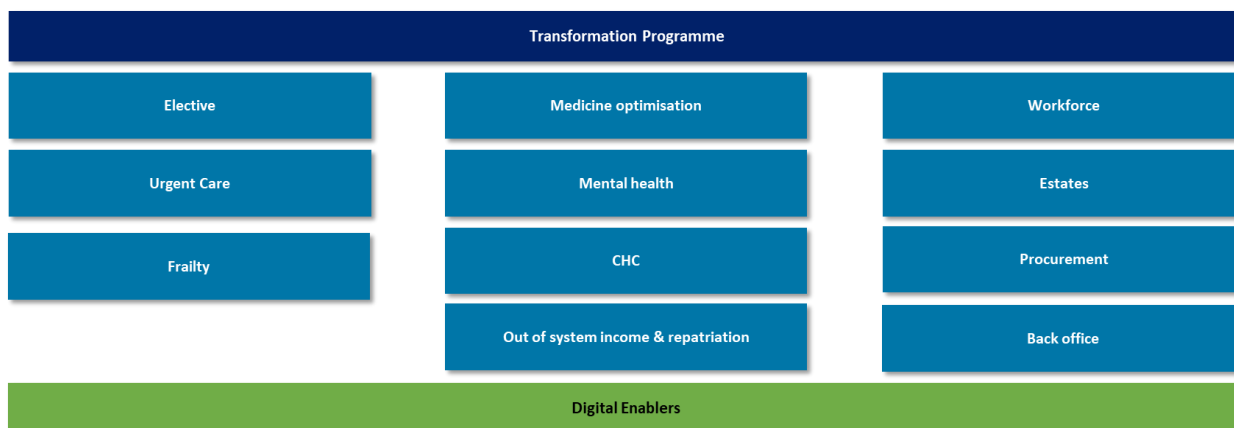 Transformation Programme
Elective
Medicine optimisation
Workforce
Urgent Care
Mental health
Estates
Frailty
CHC
Procurement
Out of system income & repatriation
Back office
Digital Enablers